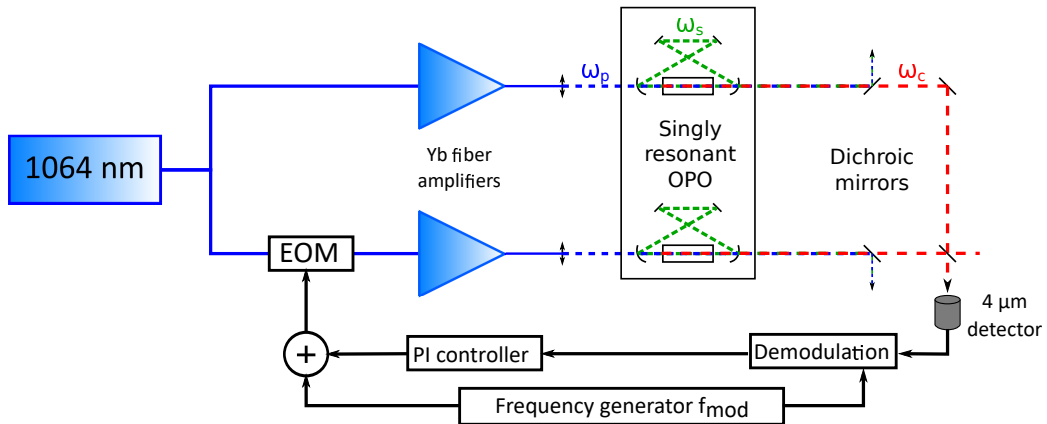 ωs
ωp
ωc
1064 nm
Yb fiber
amplifiers
Singly
resonant
OPO
Dichroic
mirrors
EOM
4 μm
detector
+
PI controller
Demodulation
Frequency generator fmod